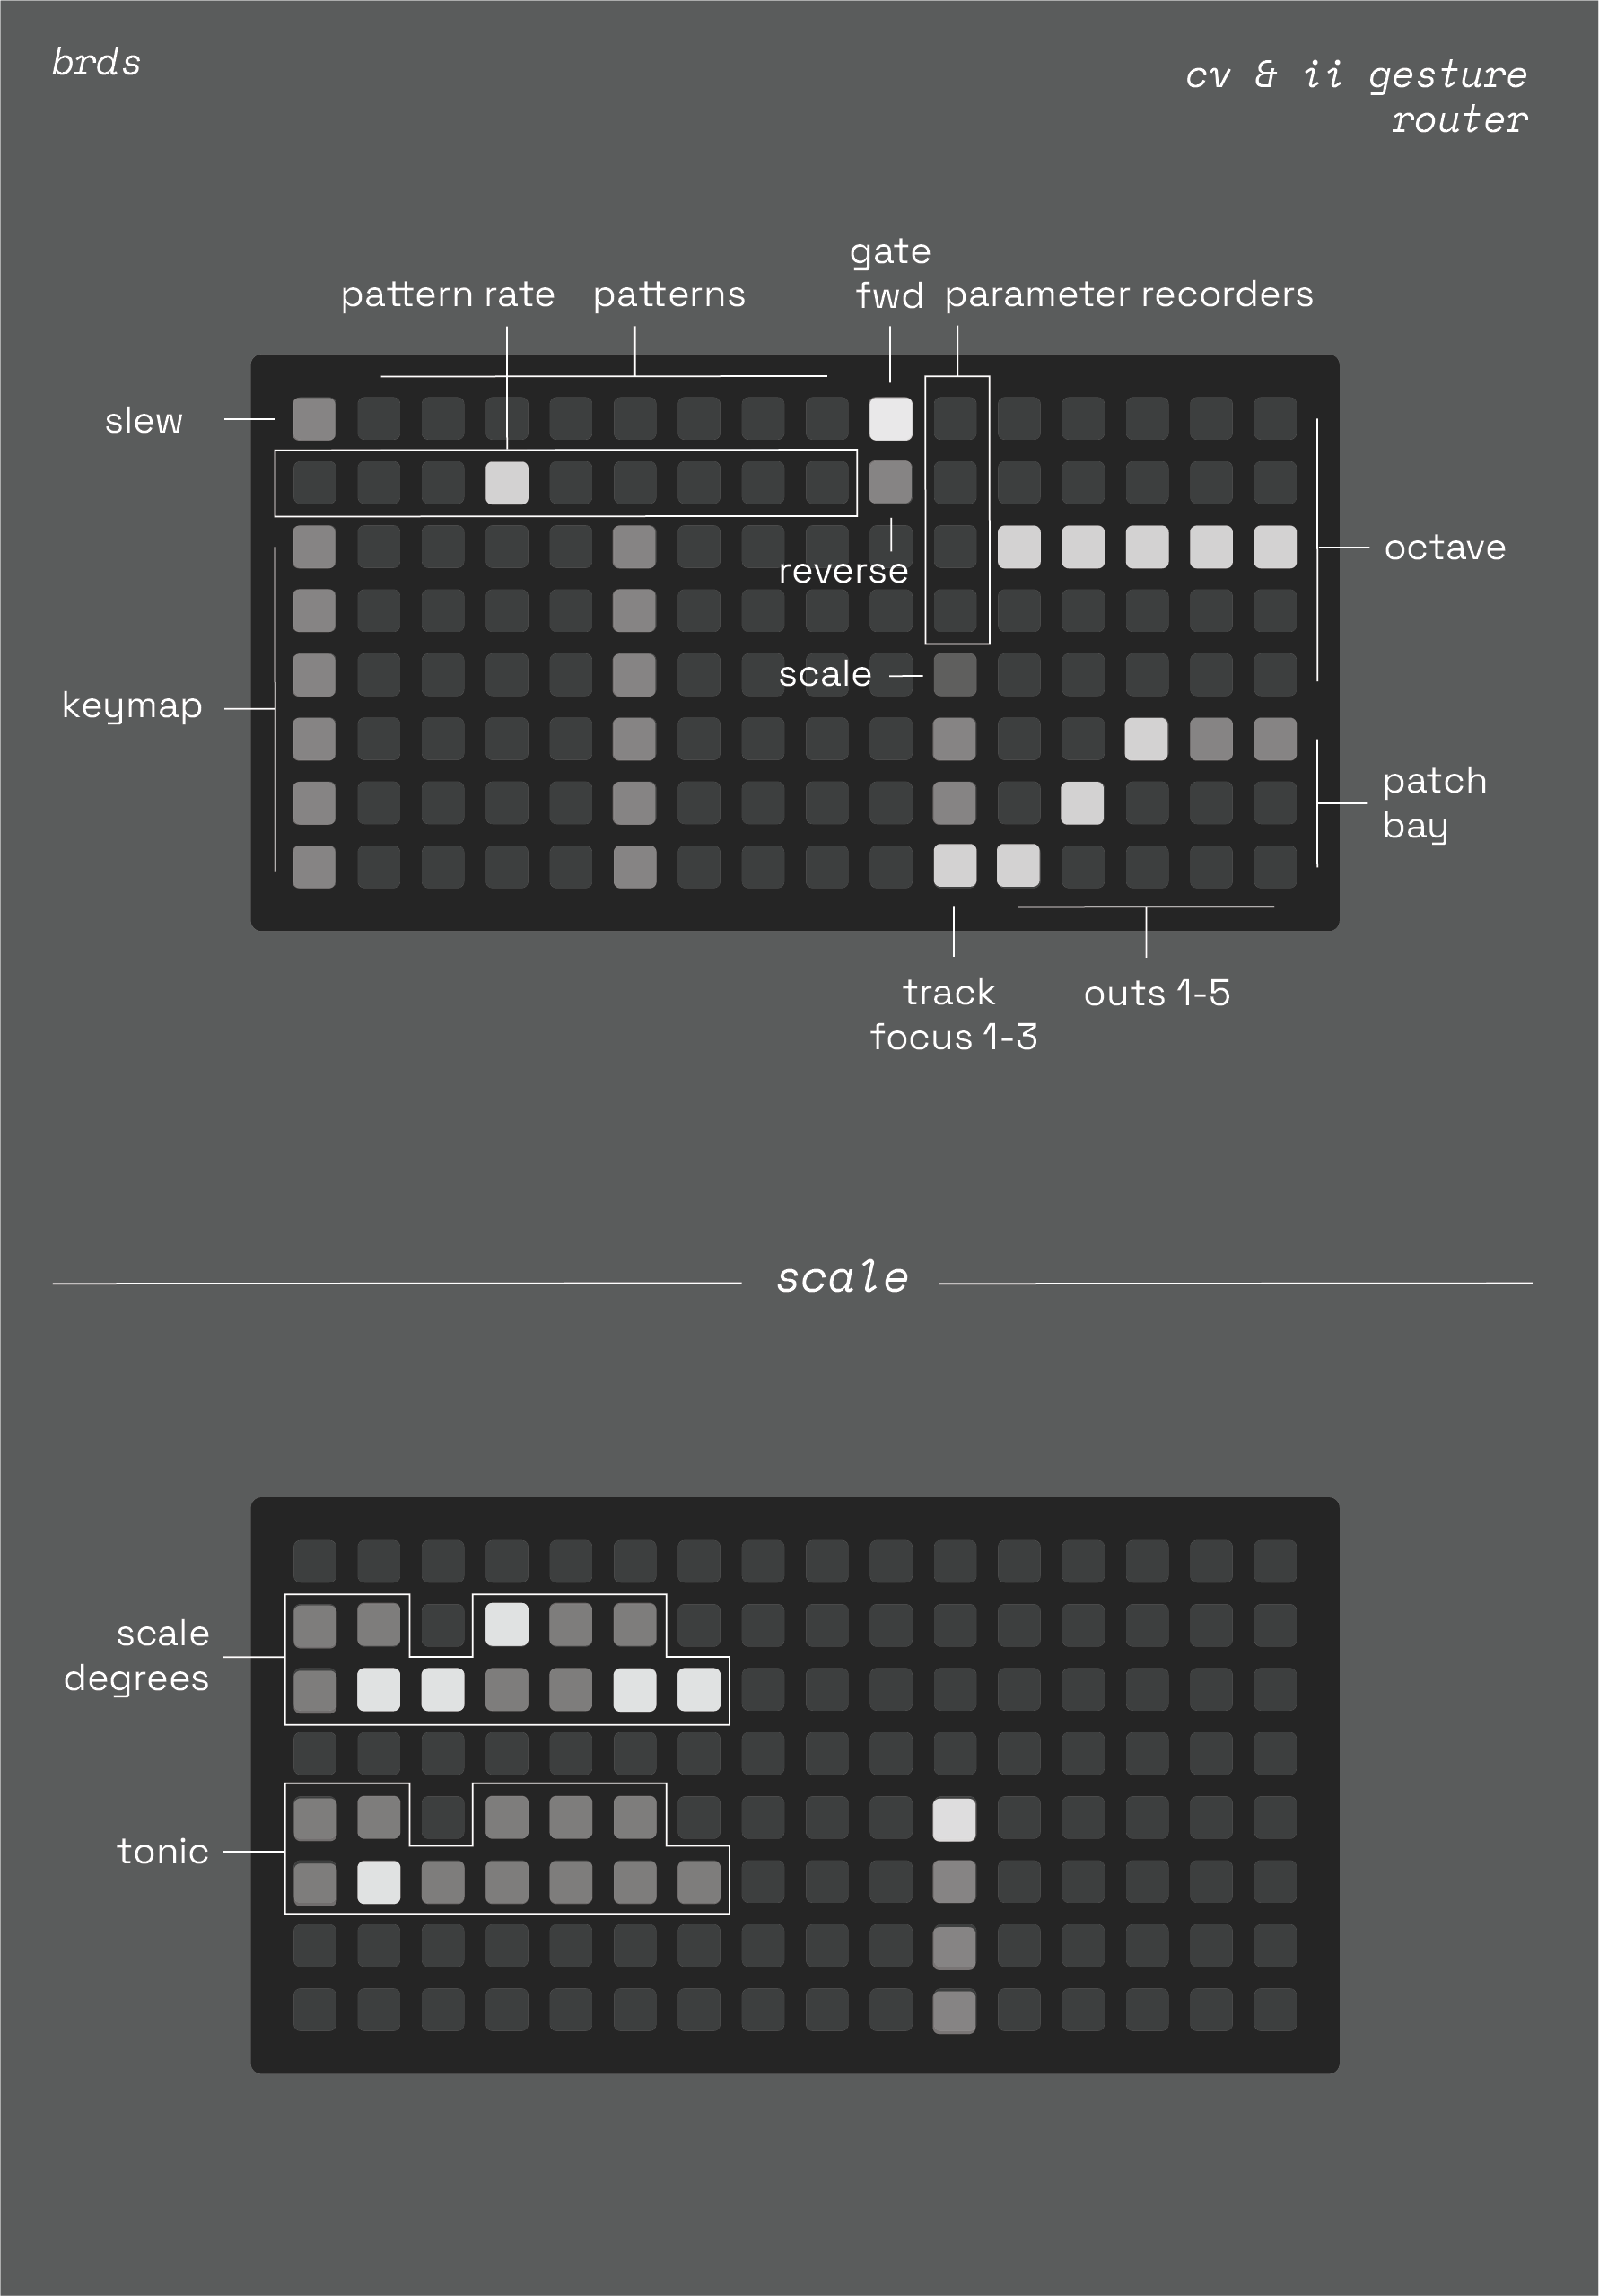 brds
cv & ii gesture
router
gate
fwd
pattern rate
patterns
parameter recorders
slew
reverse
octave
scale
keymap
patch
bay
track
focus 1-3
outs 1-5
scale
scale
degrees
tonic